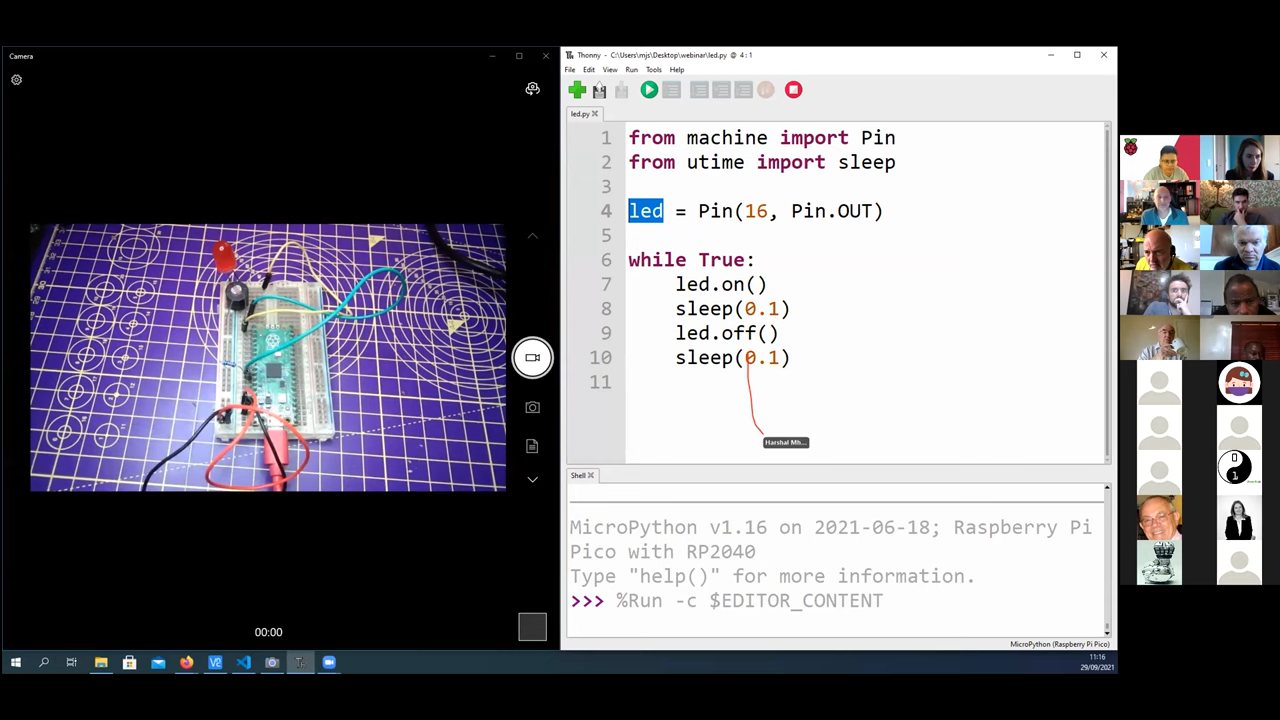 Camera
Thonny - C:\Users\mjs\Desktop\webinar\led.py @ 4:1
File Edit View Run Tools Help
led.py
1 from machine import Pin
2 from utime import sleep
3
4 led = Pin(16, Pin.OUT)
5
6 while True:
7 led.on()
8 sleep(0.1)
9 led.off()
10 sleep(0.1)
11
Harshal Mh...
Shell
MicroPython v1.16 on 2021-06-18; Raspberry Pi
Pico with RP2040
Type "help()" for more information.
>>> %Run -c $EDITOR_CONTENT
MicroPython (Raspberry Pi Pico)
00:00
11:16
29/09/2021